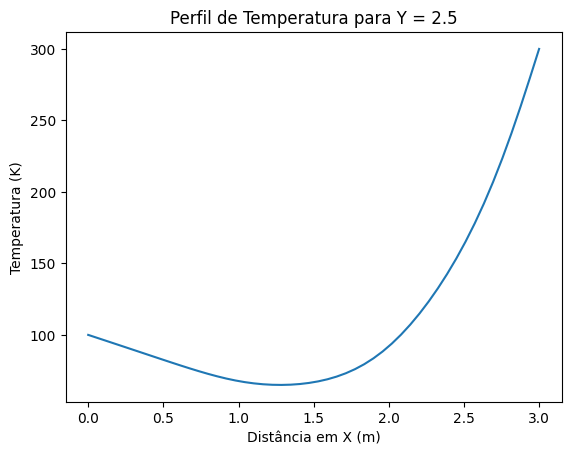 Perfil de Temperatura para Y = 2.5
Temperatura (K)
300
250
200
150
100
0.0 0.5 1.0 1.5 2.0 2.5 3.0
Distância em X (m)